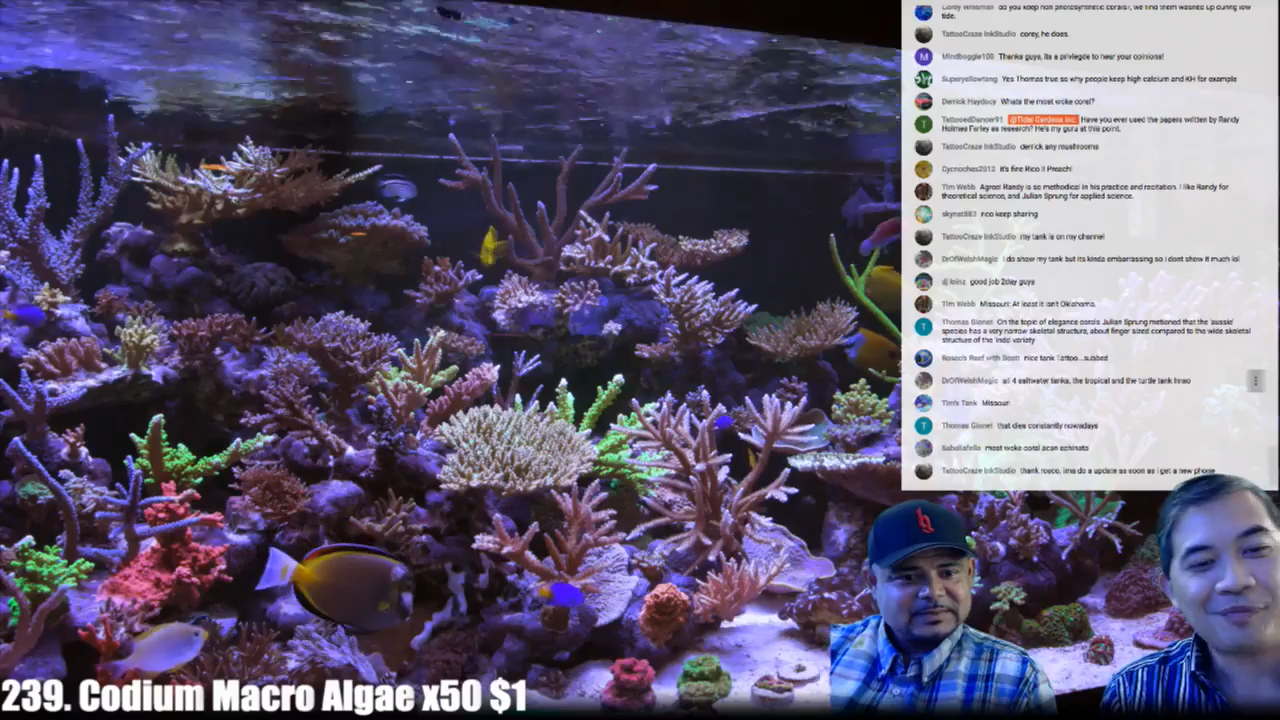 Corey Whisman do you keep non photosynthetic corals?, we find them washed up during low
tide.
TattooCraze InkStudio corey, he does.
M Mindboggle100 Thanks guys, its a privilegde to hear your opinions!
Superyellowtang Yes Thomas true so why people keep high calcium and KH for example
Derrick Haydocy Whats the most woke coral?
T TattooedDancer91 @Tidal Gardens Inc. Have you ever used the papers written by Randy
Holmes Farley as research? He's my guru at this point.
TattooCraze InkStudio derrick any mushrooms
Cycnoches2012 It's fine Rico II Preach!
Tim Webb Agree! Randy is so methodical in his practice and recitation. I like Randy for
theoretical science, and Julian Sprung for applied science.
skynet883 rico keep sharing
TattooCraze InkStudio my tank is on my channel
DrOfWelshMagic I do show my tank but its kinda embarrassing so i dont show it much lol
dj loinz good job 2day guys
Tim Webb Missouri: At least it isn't Oklahoma.
T Thomas Gisnet On the topic of elegance corals Julian Sprung metioned that the 'aussie'
species has a very narrow skeletal structure, about finger sized compared to the wide skeletal
structure of the 'indo' variety
Rosco's Reef with Scott nice tank Tattoo...subbed
DrOfWelshMagic all 4 saltwater tanks, the tropical and the turtle tank lmao
Tim's Tank Missouri
T Thomas Gisnet that dies constantly nowadays
most woke coral acan echinata
TattooCraze InkStudio thank rosco. ima do a update as soon as i get a new phone
239. Codium Macro Algae x50 $1